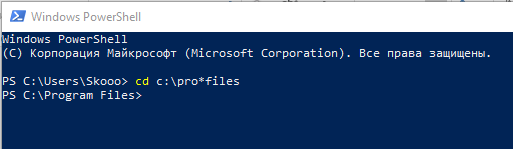 Windows PowerShell
Windows PowerShell
(C) Корпорация Майкрософт (Microsoft Corporation). Все права защищены.
PS C:\Users\Skooo> cd c:\pro*files
PS C:\Program Files>